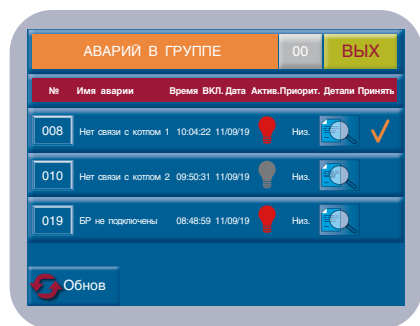 АВАРИЙ В ГРУППЕ 00 ВЫХ
№ Имя аварии Время ВКЛ. Дата Актив. Приорит. Детали Принять
008 Нет связи с котлом 1 10:04:22 11/09/19 Низ.
010 Нет связи с котлом 2 09:50:31 11/09/19 Низ.
019 БР не подключены 08:48:59 11/09/19 Низ.
Обнов